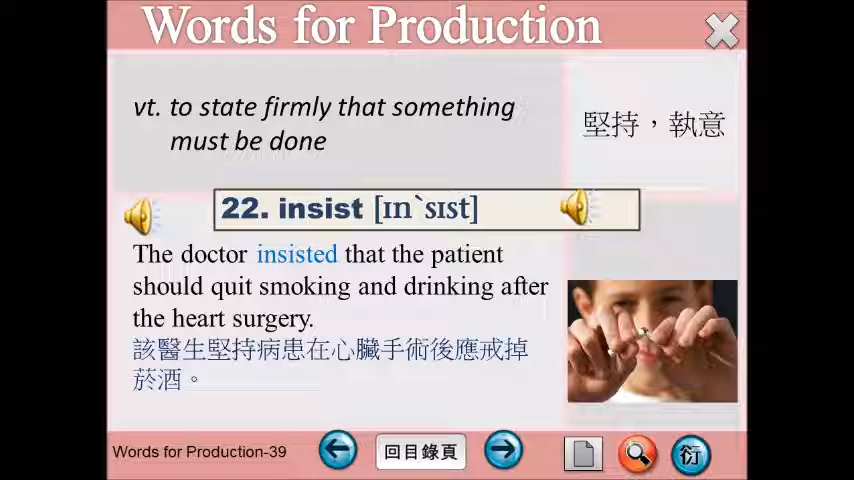 Words for Production
vt. to state firmly that something
must be done
堅持，執意
22. insist [ɪn`sɪst]
The doctor insisted that the patient
should quit smoking and drinking after
the heart surgery.
該醫生堅持病患在心臟手術後應戒掉
菸酒。
Words for Production-39
回目錄頁
衍